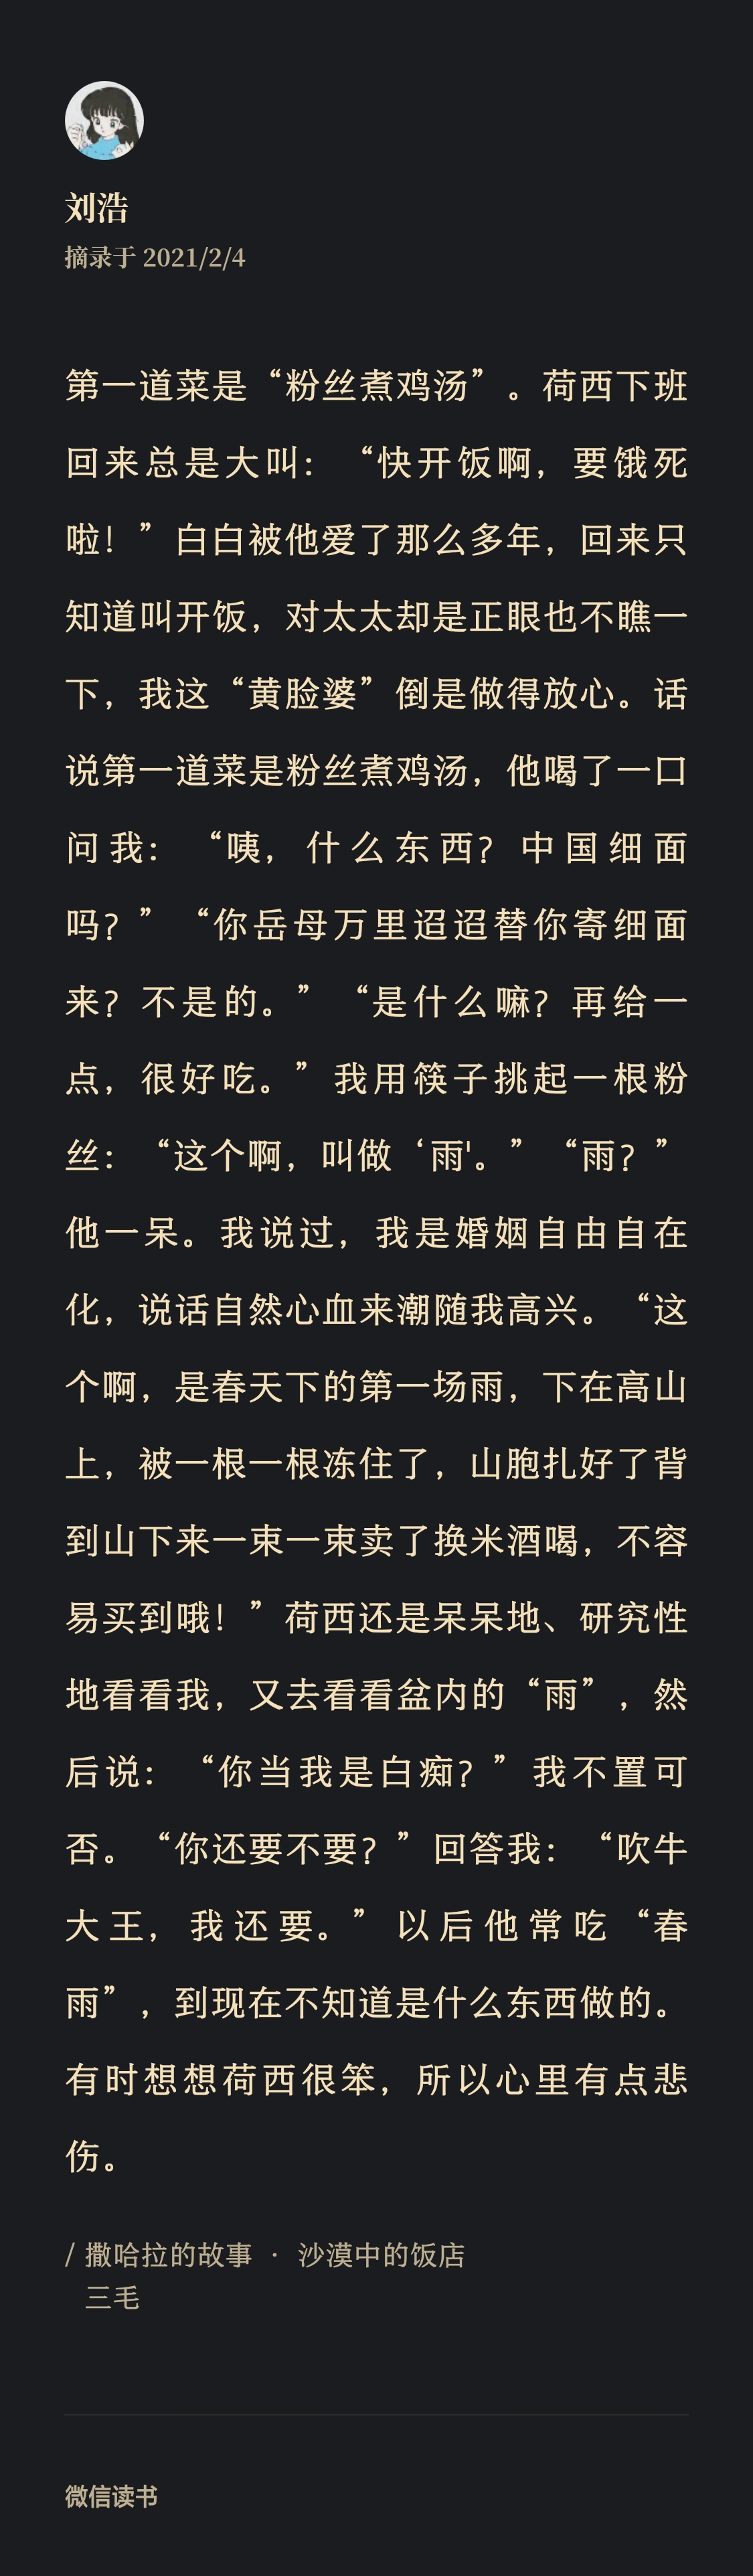 刘浩
摘录于 2021/2/4
第一道菜是“粉丝煮鸡汤”。荷西下班
回来总是大叫：“快开饭啊，要饿死
啦！”白白被他爱了那么多年，回来只
知道叫开饭，对太太却是正眼也不瞧一
下，我这“黄脸婆”倒是做得放心。话
说第一道菜是粉丝煮鸡汤，他喝了一口
问我：“咦，什么东西？中国细面
吗？”“你岳母万里迢迢替你寄细面
来？不是的。”“是什么嘛？再给一
点，很好吃。”我用筷子挑起一根粉
丝：“这个啊，叫做‘雨'。”“雨？”
他一呆。我说过，我是婚姻自由自在
化，说话自然心血来潮随我高兴。“这
个啊，是春天下的第一场雨，下在高山
上，被一根一根冻住了，山胞扎好了背
到山下来一束一束卖了换米酒喝，不容
易买到哦！”荷西还是呆呆地、研究性
地看看我，又去看看盆内的“雨”，然
后说：“你当我是白痴？”我不置可
否。“你还要不要？”回答我：“吹牛
大王，我还要。”以后他常吃“春
雨”，到现在不知道是什么东西做的。
有时想想荷西很笨，所以心里有点悲
伤。
/ 撒哈拉的故事 · 沙漠中的饭店
三毛
微信读书